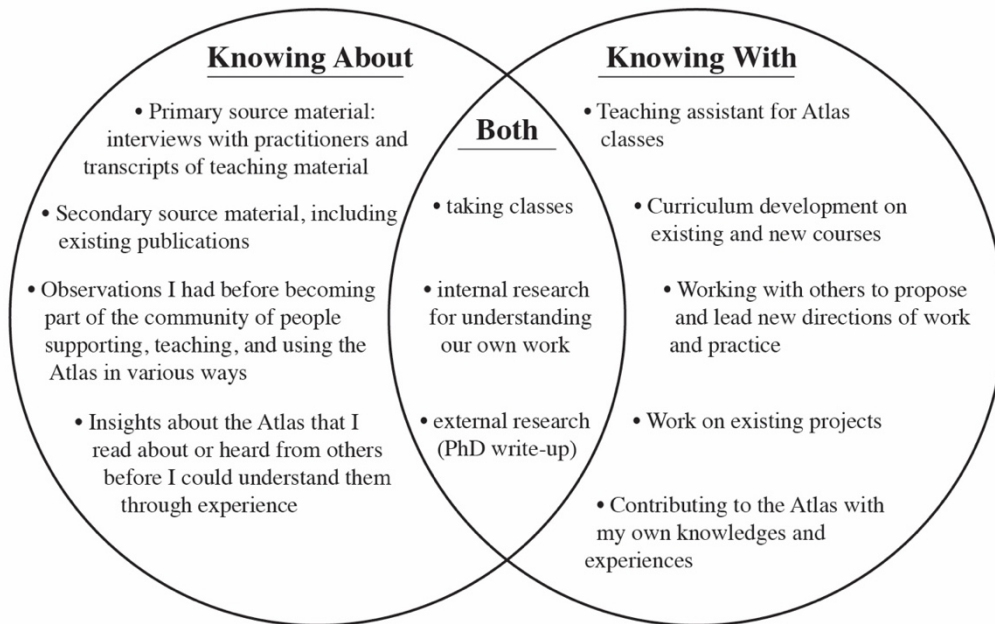 Knowing About
• Primary source material:
interviews with practitioners and
transcripts of teaching material
• Secondary source material, including
existing publications
• Observations I had before becoming
part of the community of people
supporting, teaching, and using the
Atlas in various ways
• Insights about the Atlas that I
read about or heard from others
before I could understand them
through experience
Both
• taking classes
• internal research
for understanding
our own work
• external research
(PhD write-up)
Knowing With
• Teaching assistant for Atlas
classes
• Curriculum development on
existing and new courses
• Working with others to propose
and lead new directions of work
and practice
• Work on existing projects
• Contributing to the Atlas with
my own knowledges and
experiences